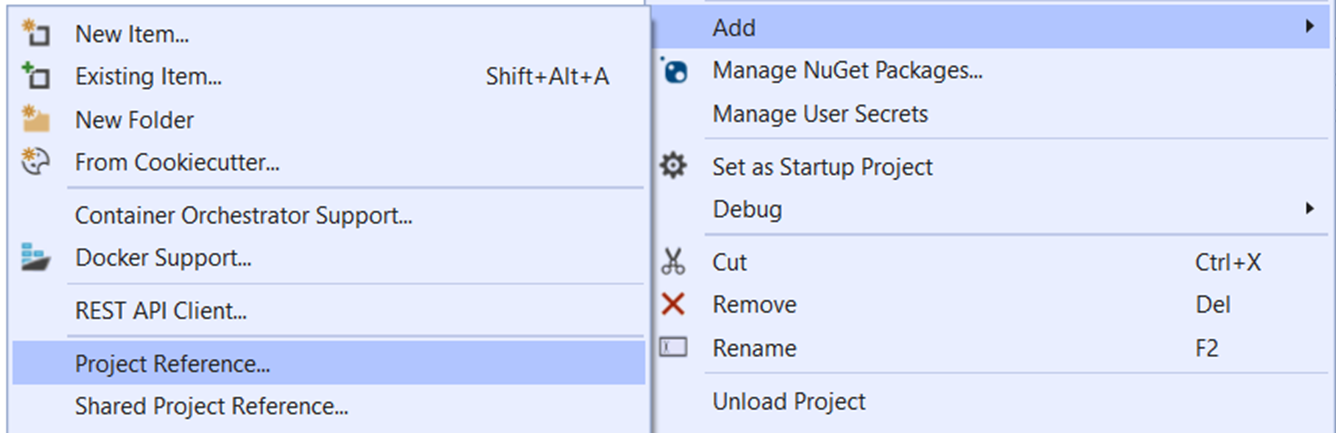 New Item...
Existing Item... Shift+Alt+A
New Folder
From Cookiecutter...
Container Orchestrator Support...
Docker Support...
REST API Client...
Project Reference...
Shared Project Reference...
Add
Manage NuGet Packages...
Manage User Secrets
Set as Startup Project
Debug
Cut Ctrl+X
Remove Del
Rename F2
Unload Project